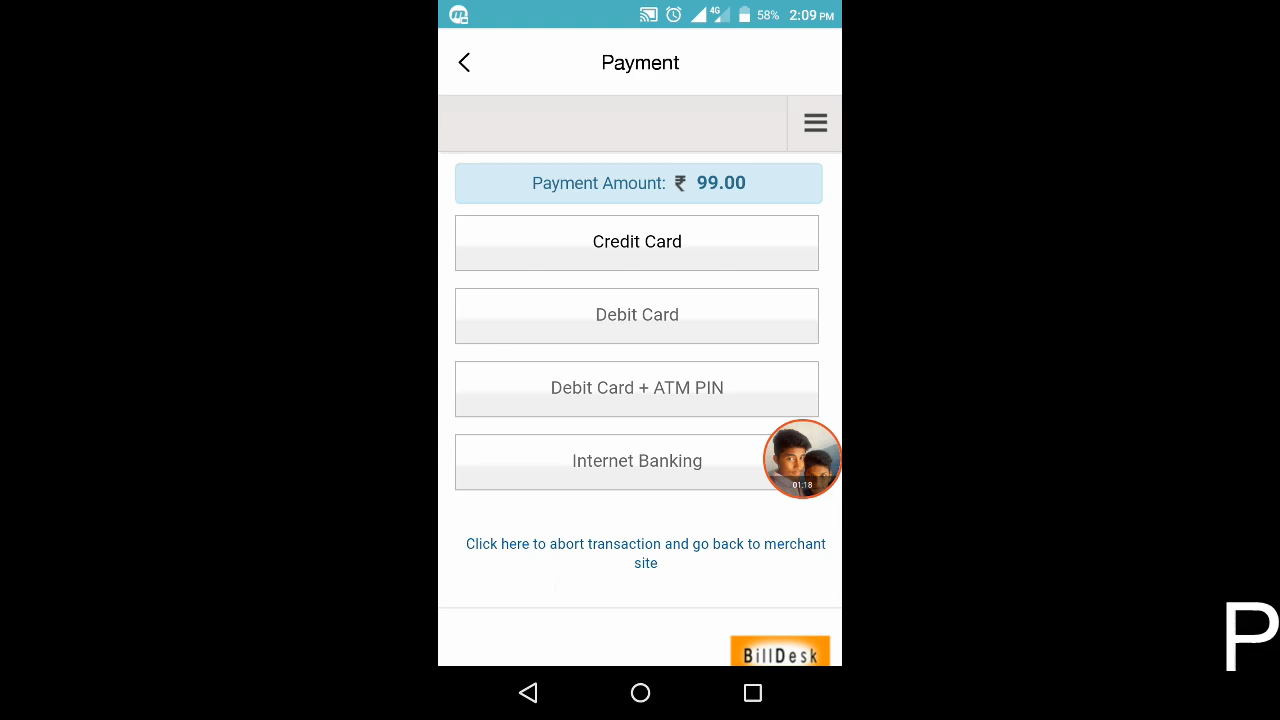 4G 58% 2:09 PM
Payment
Payment Amount: ₹ 99.00
Credit Card
Debit Card
Debit Card + ATM PIN
Internet Banking
01:18
Click here to abort transaction and go back to merchant
site
BillDesk
P